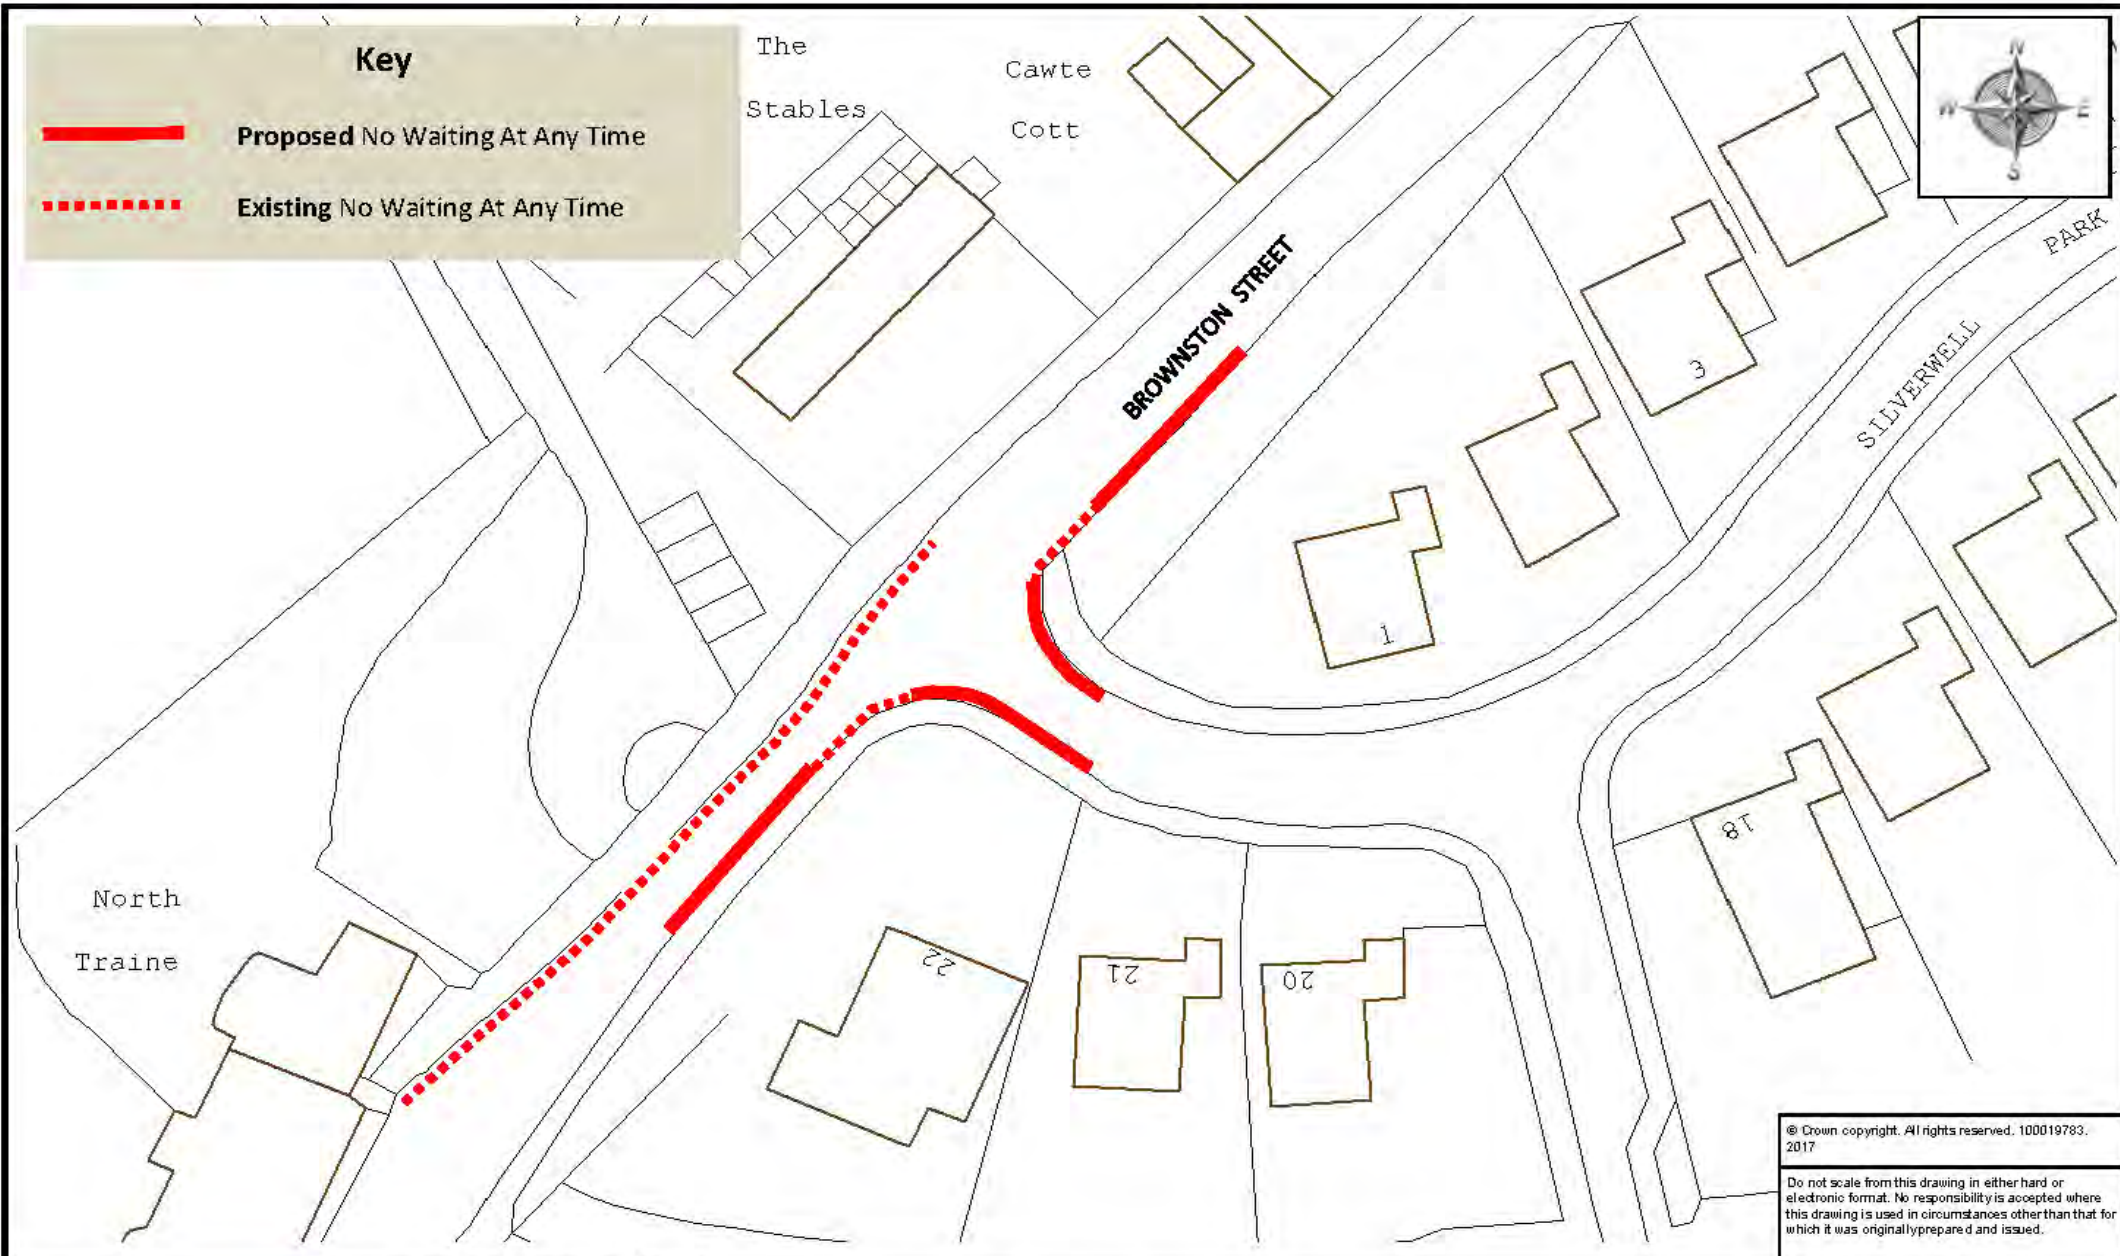 Key
Proposed No Waiting At Any Time
Existing No Waiting At Any Time
The
Stables
Cawte
Cott
N
W
E
S
PARK
SILVERWELL
BROWNSTON STREET
3
1
18
North
Traine
22
21
20
© Crown copyright. All rights reserved. 100019783.
2017
Do not scale from this drawing in either hard or
electronic format. No responsibility is accepted where
this drawing is used in circumstances other than that for
which it was originally prepared and issued.